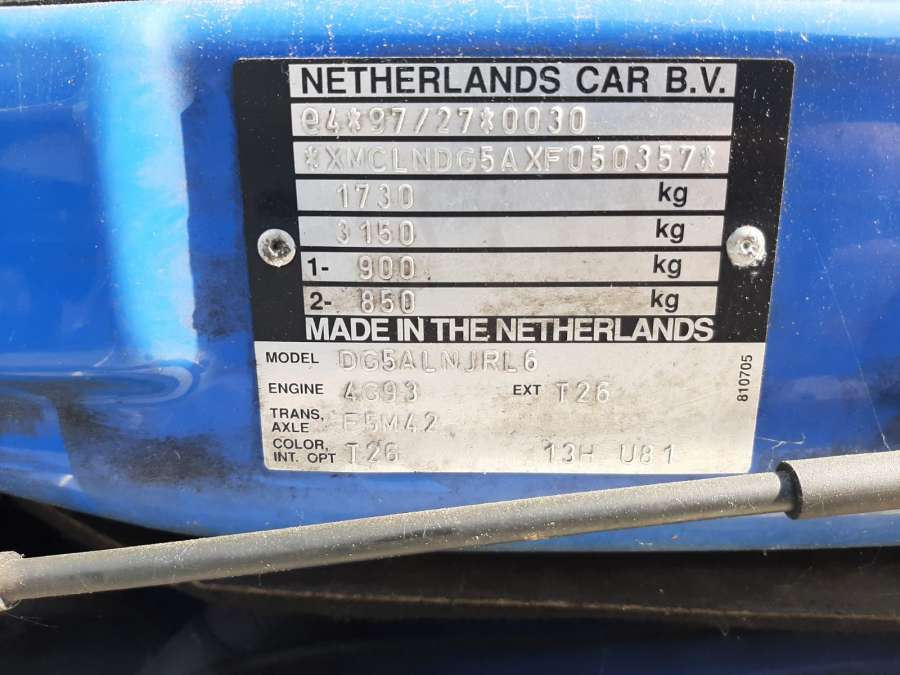 NETHERLANDS CAR B.V.
e4*97/27*0030
*XMCLNDG5AXF050357*
1730 kg
3150 kg
1- 900 kg
2- 850 kg
MADE IN THE NETHERLANDS
MODEL DG5ALNJRL6
ENGINE 4G93 EXT T26
TRANS, AXLE F5M42
COLOR, INT. OPT T26 13H U81
810705